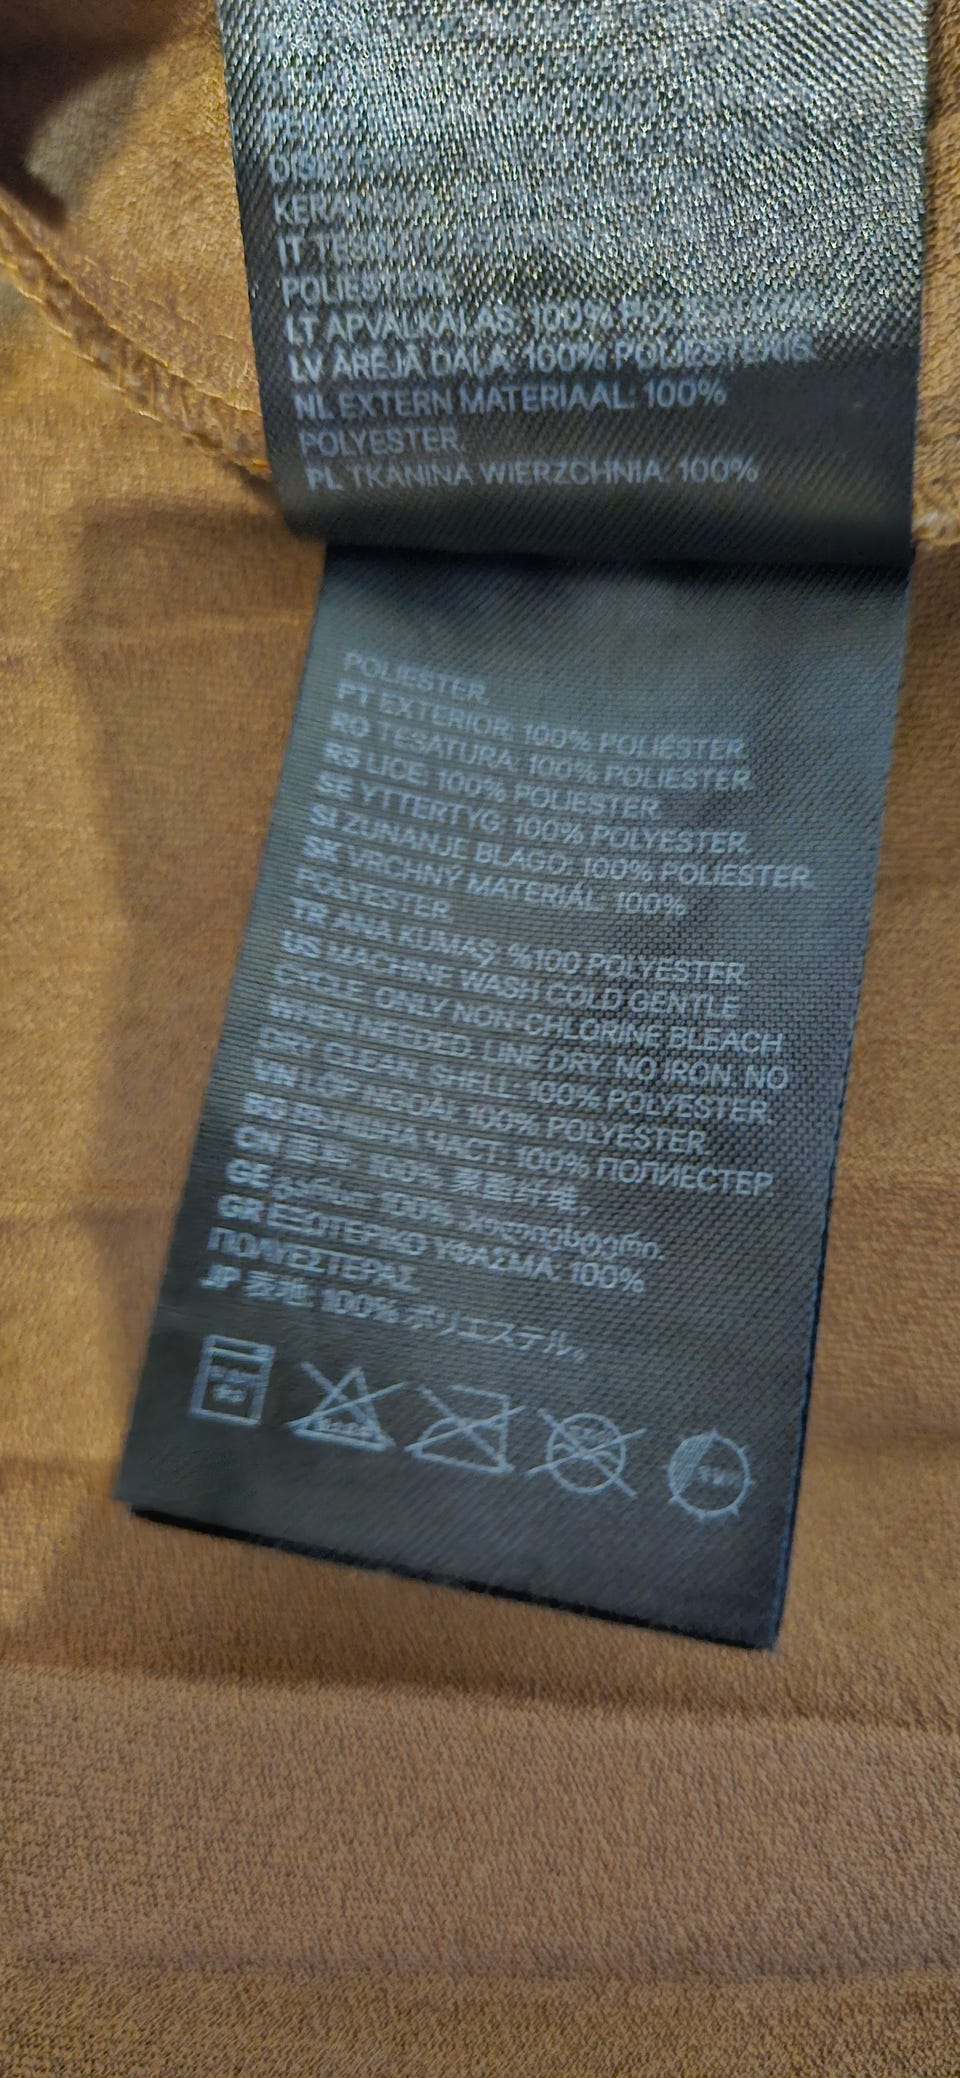 KERAN
IT TESSUTO
POLIESTERE.
LT APVALKALAS: 100% POLIESTERIS.
LV ĀRĒJĀ DAĻA: 100% POLIESTERIS.
NL EXTERN MATERIAAL: 100%
POLYESTER.
PL TKANINA WIERZCHNIA: 100%
POLIESTER.
PT EXTERIOR: 100% POLIÉSTER.
RO TESATURA: 100% POLIESTER.
RS LICE: 100% POLIESTER.
SE YTTERTYG: 100% POLYESTER.
SI ZUNANJE BLAGO: 100% POLIESTER.
SK VRCHNÝ MATERIÁL: 100%
POLYESTER.
TR ANA KUMAŞ: %100 POLYESTER.
US MACHINE WASH COLD GENTLE
CYCLE. ONLY NON-CHLORINE BLEACH
WHEN NEEDED. LINE DRY. NO IRON. NO
DRY CLEAN. SHELL: 100% POLYESTER.
VN LỚP NGOÀI: 100% POLYESTER.
BG ВЪНШНА ЧАСТ: 100% ПОЛИЕСТЕР.
CN 面料: 100% 聚酯纤维。
GE გარსი: 100% პოლიესტერი.
GR ΕΞΩΤΕΡΙΚΟ ΥΦΑΣΜΑ: 100%
ΠΟΛΥΕΣΤΕΡΑΣ.
JP 表地: 100% ポリエステル。